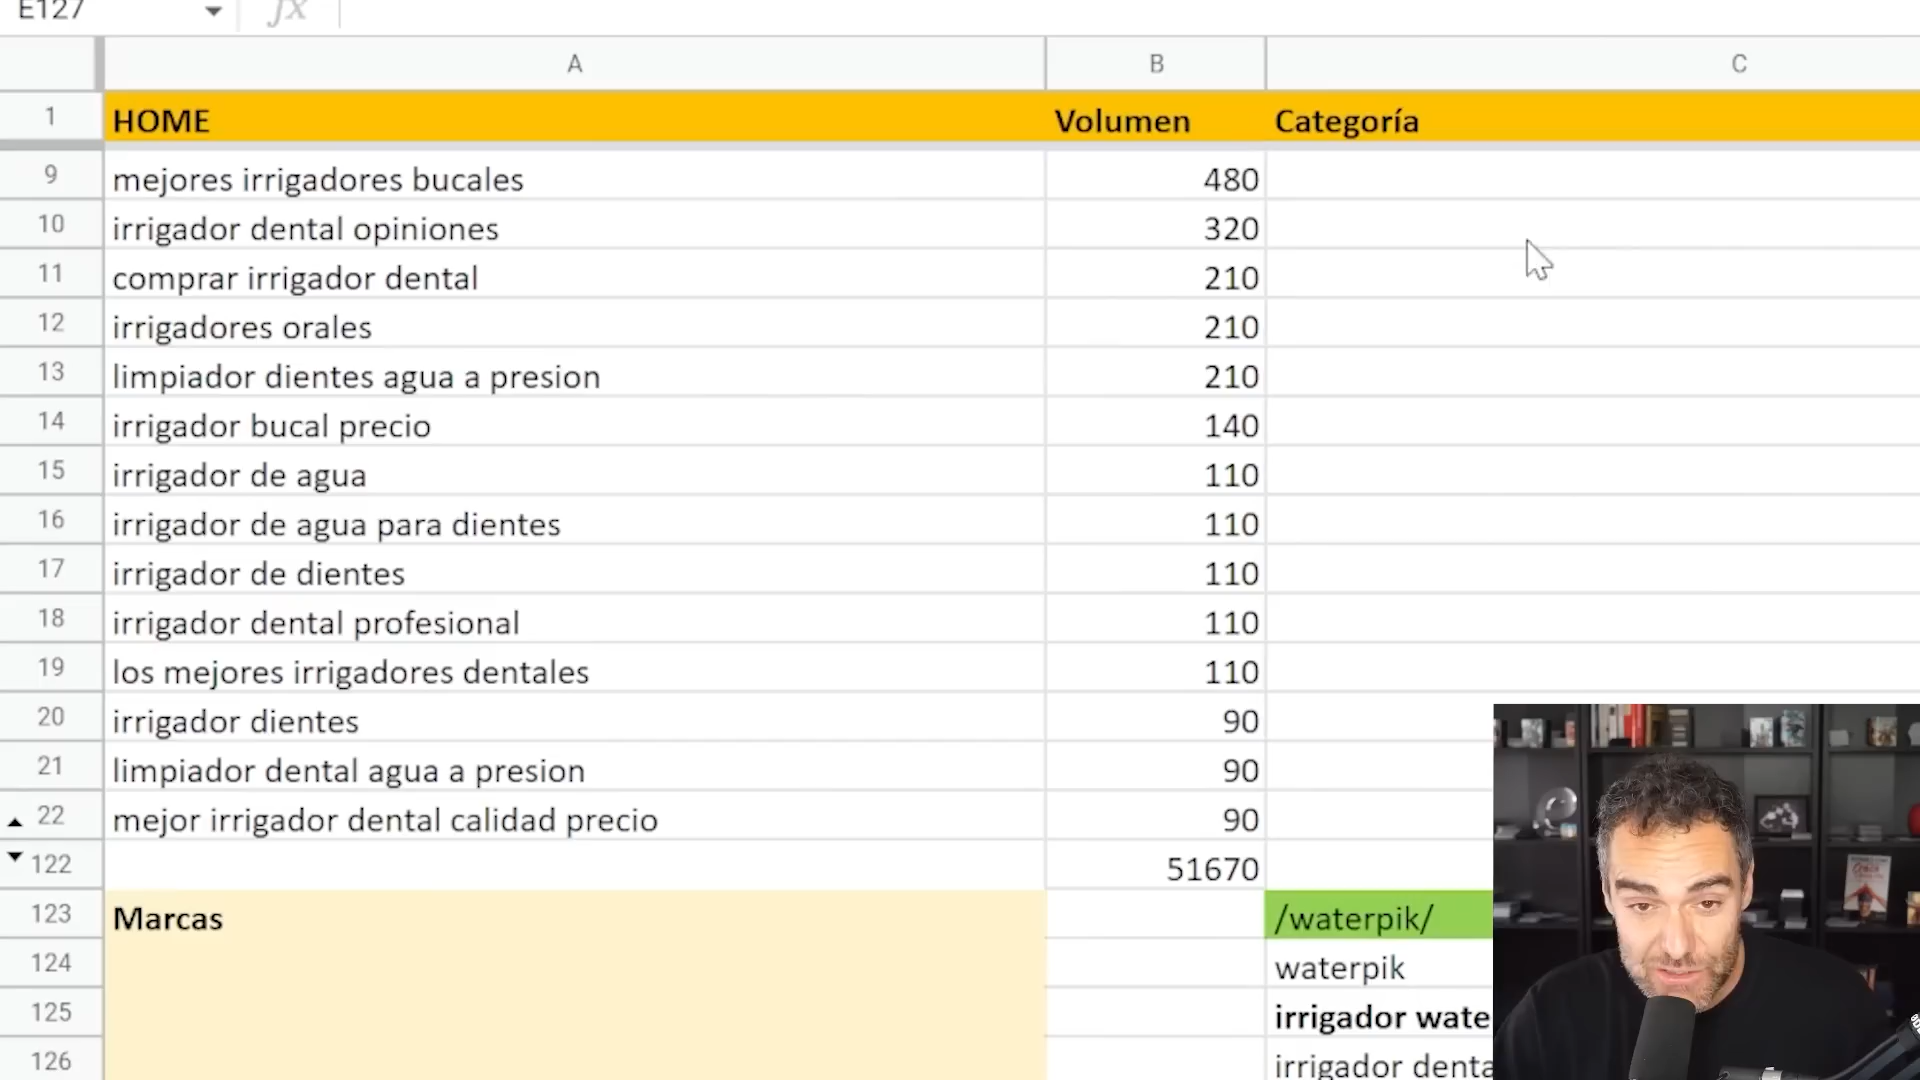 E127 fx
A B C
1 HOME Volumen Categoría
9 mejores irrigadores bucales 480
10 irrigador dental opiniones 320
11 comprar irrigador dental 210
12 irrigadores orales 210
13 limpiador dientes agua a presion 210
14 irrigador bucal precio 140
15 irrigador de agua 110
16 irrigador de agua para dientes 110
17 irrigador de dientes 110
18 irrigador dental profesional 110
19 los mejores irrigadores dentales 110
20 irrigador dientes 90
21 limpiador dental agua a presion 90
22 mejor irrigador dental calidad precio 90
122 51670
123 Marcas /waterpik/
124 waterpik
125 irrigador wate
126 irrigador denta